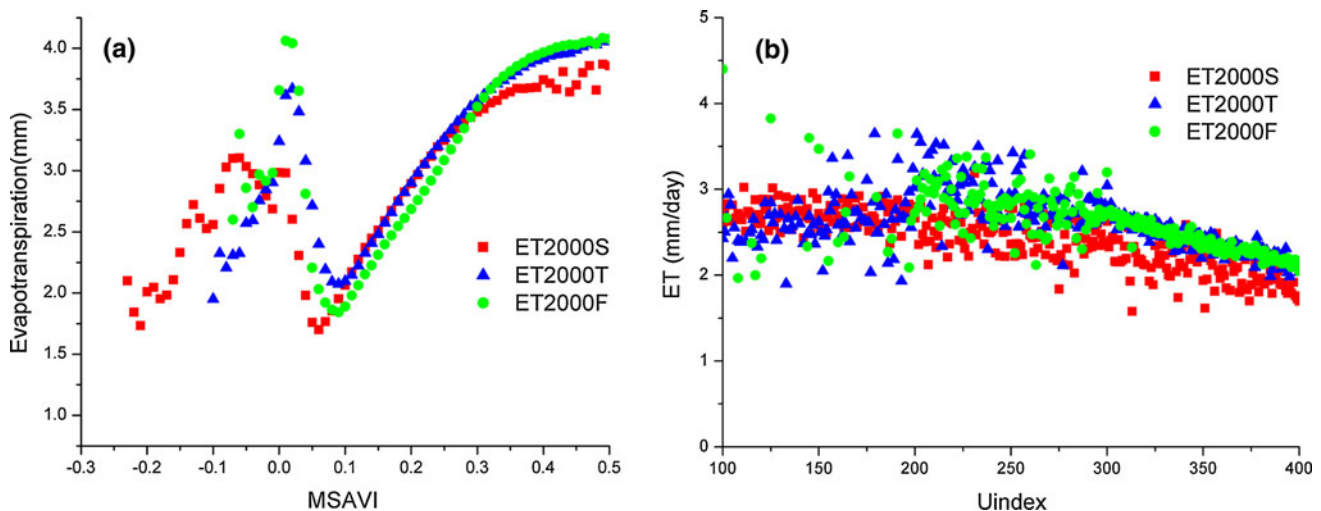 (a)
Evapotranspiration(mm)
4.0
3.5
3.0
2.5
2.0
1.5
1.0
-0.3 -0.2 -0.1 0.0 0.1 0.2 0.3 0.4 0.5
MSAVI
ET2000S
ET2000T
ET2000F
(b)
ET (mm/day)
5
4
3
2
1
0
100 150 200 250 300 350 400
Uindex
ET2000S
ET2000T
ET2000F